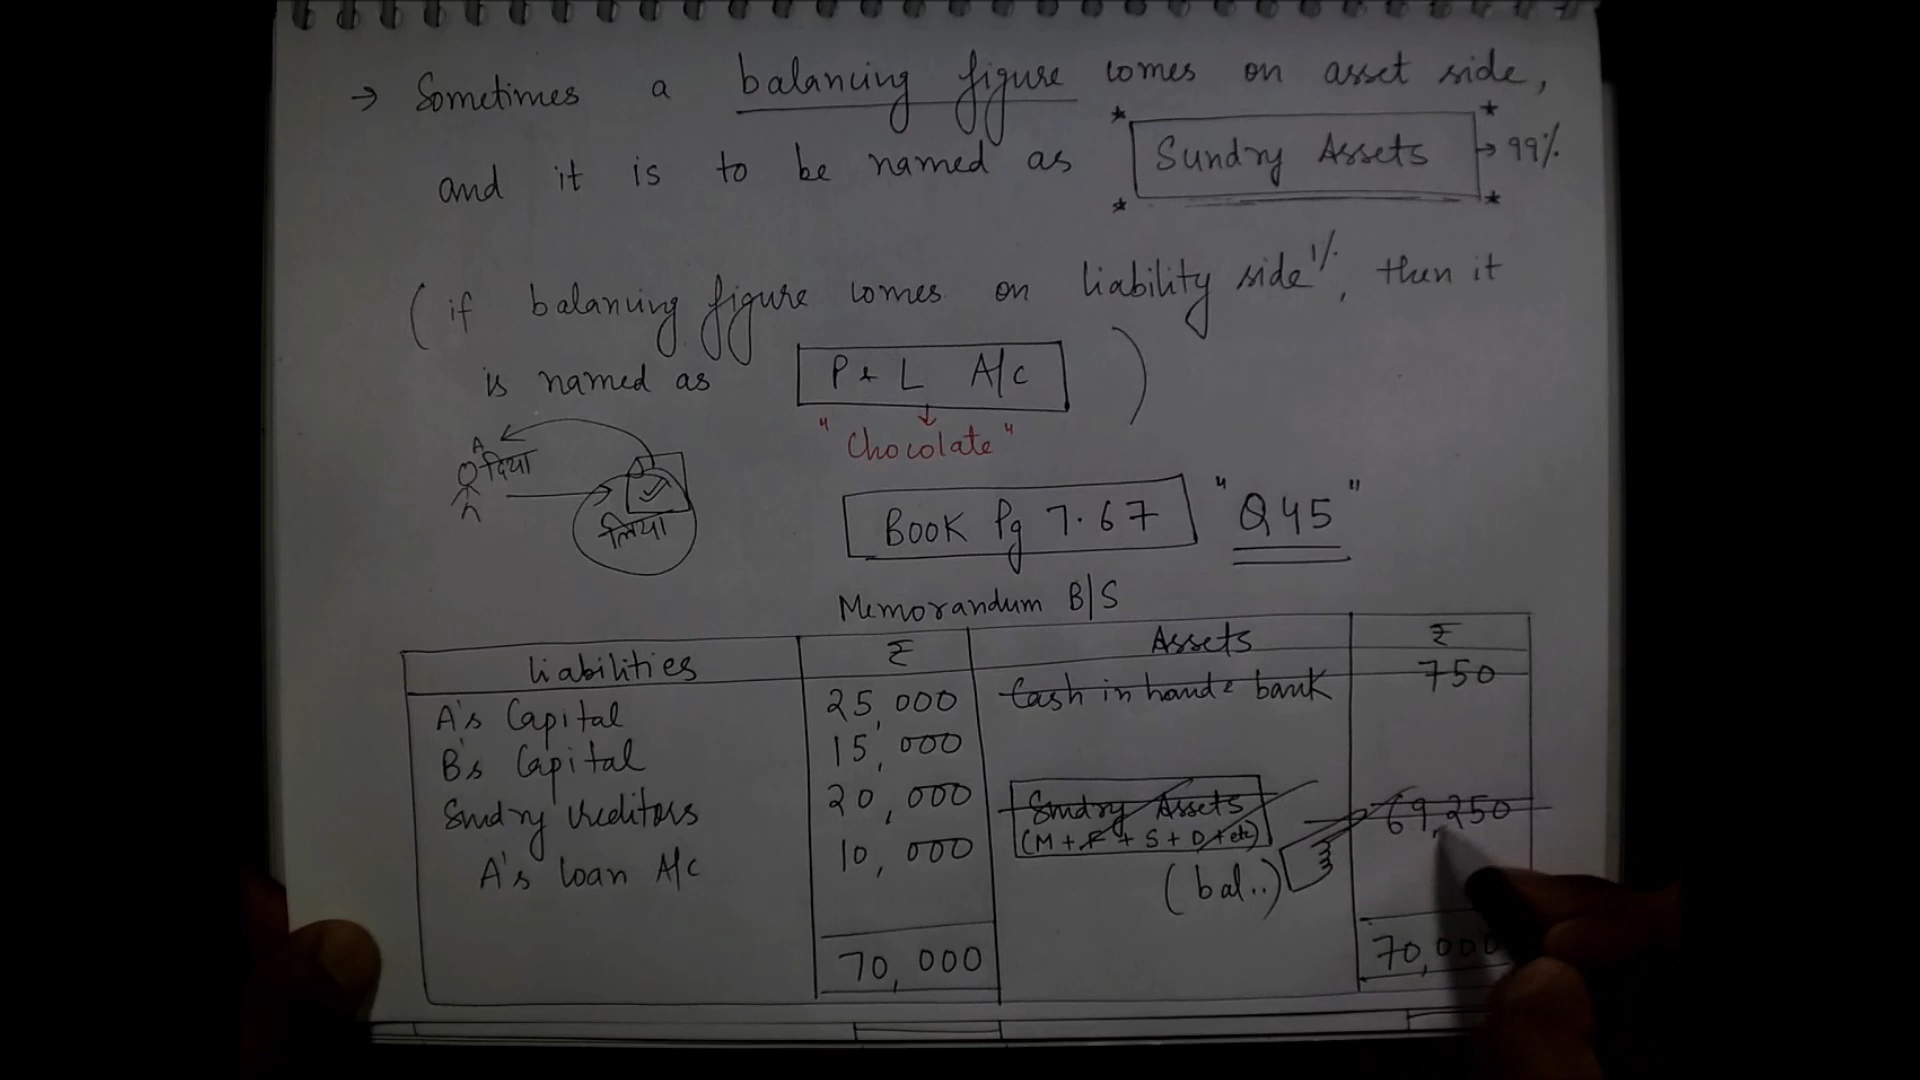 → Sometimes a balancing figure comes on asset side,
and it is to be named as Sundry Assets → 99%
(if balancing figure comes on liability side 1%, then it
is named as P & L A/c )
"Chocolate"
A
दिया
लिया
BOOK Pg 7.67 "Q45"
Memorandum B/S
Liabilities ₹ Assets ₹
A's Capital 25,000 Cash in hand & bank 750
B's Capital 15,000
Sundry Creditors 20,000 Sundry Assets 69,250
(M + F + S + D + etc)
A's loan A/c 10,000
(bal..)
70,000 70,000